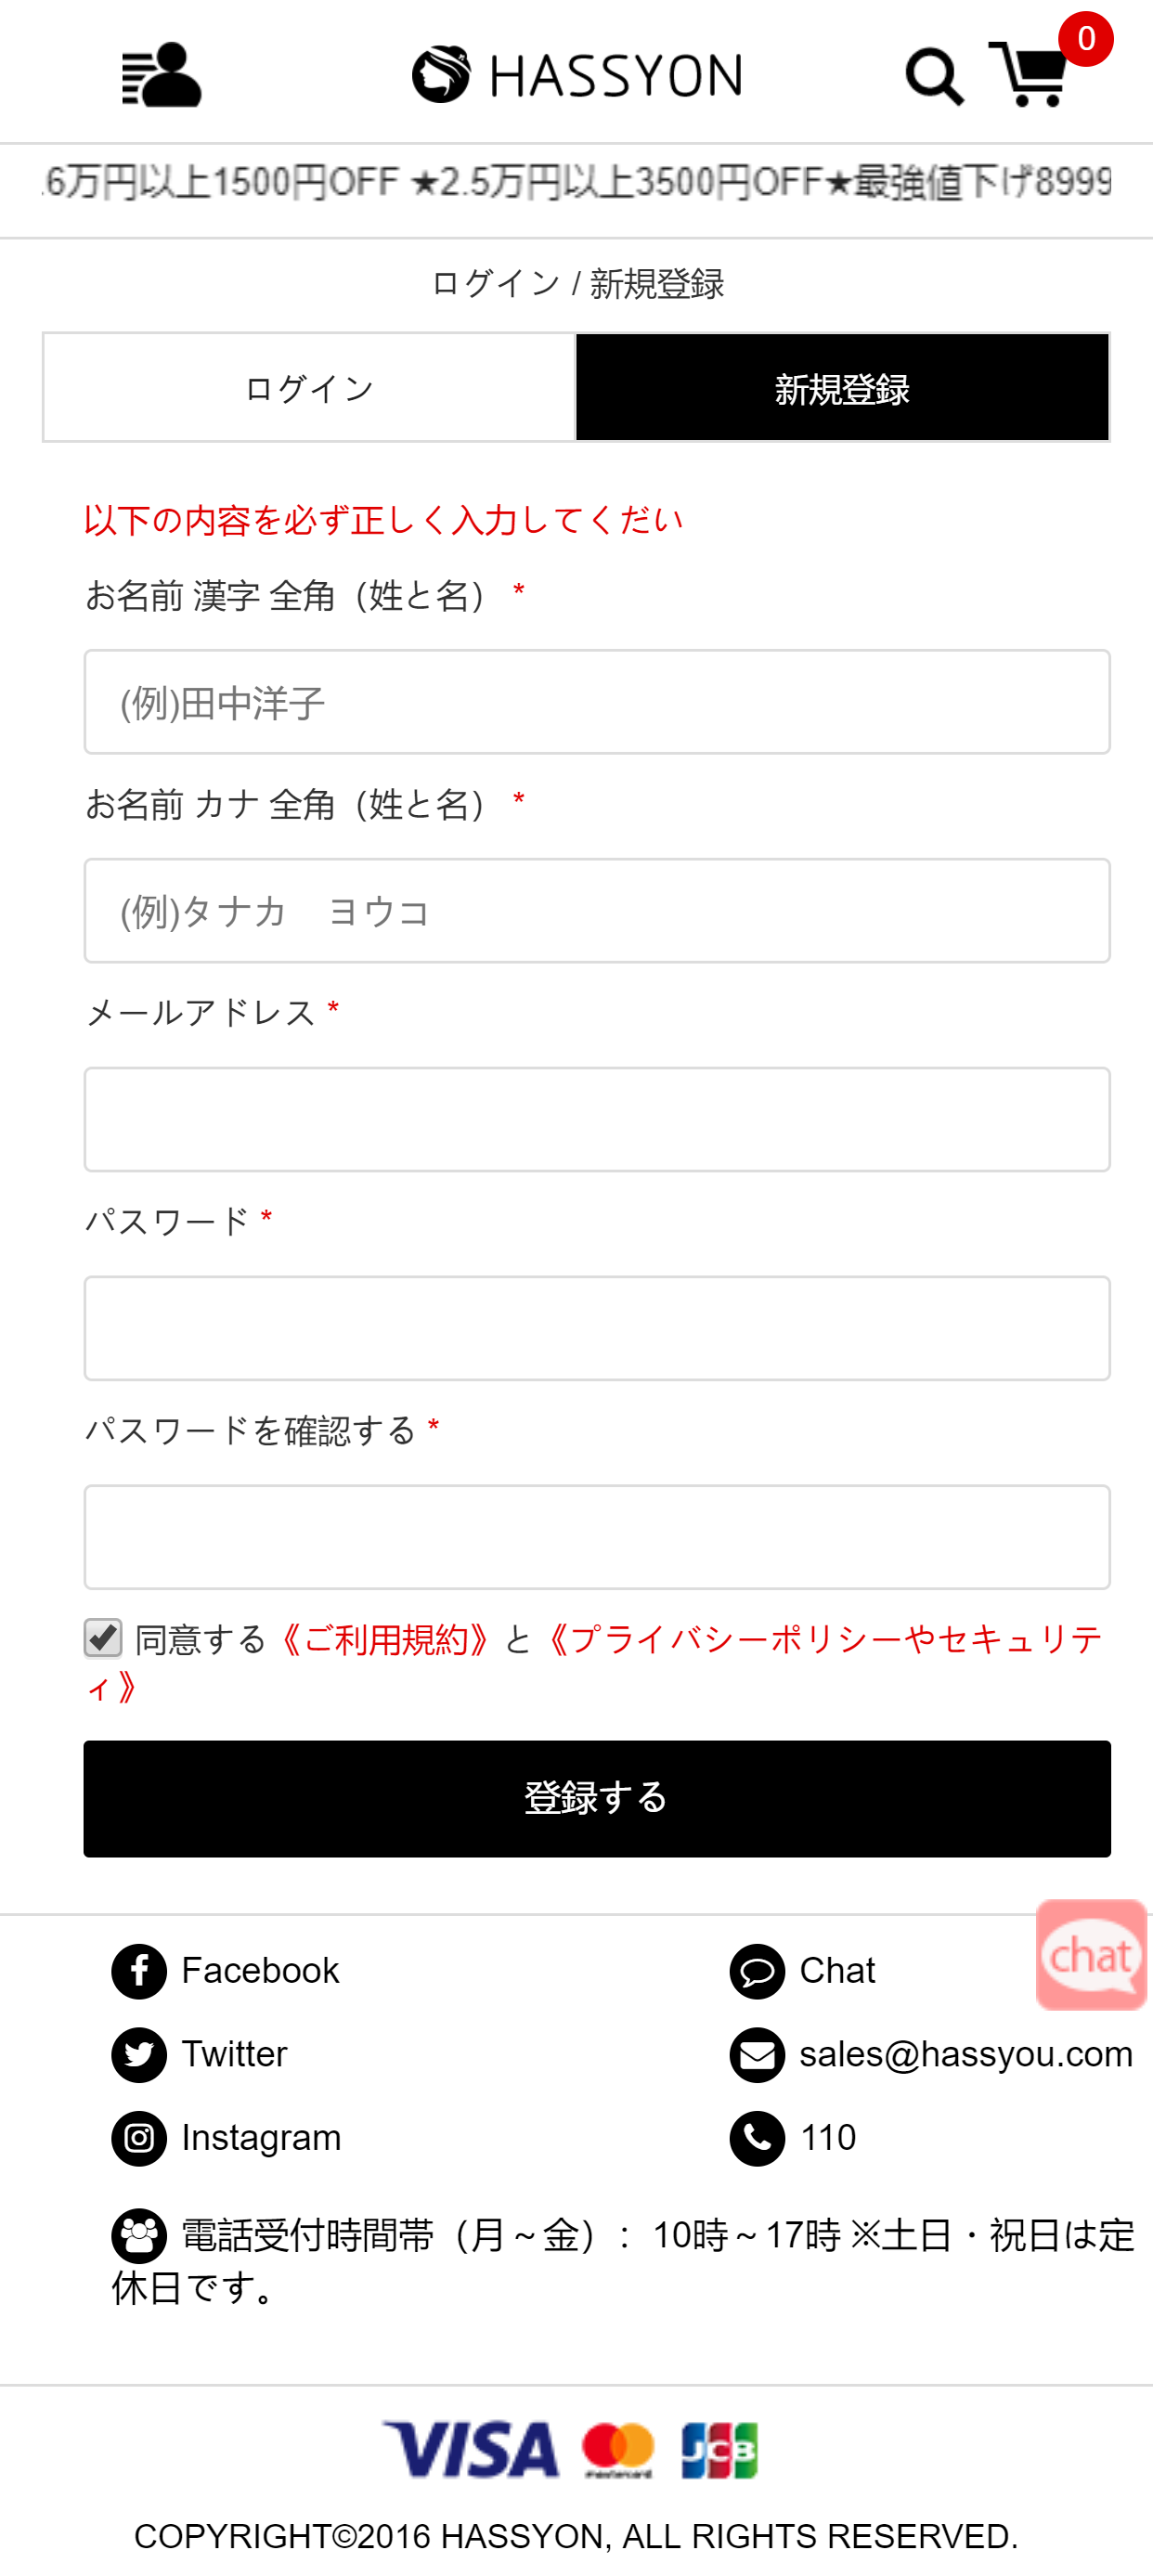 HASSYON
0
.6万円以上1500円OFF ★2.5万円以上3500円OFF★最強値下げ8999
ログイン / 新規登録
ログイン
新規登録
以下の内容を必ず正しく入力してくだい
お名前 漢字 全角（姓と名） *
(例)田中洋子
お名前 カナ 全角（姓と名） *
(例)タナカ　ヨウコ
メールアドレス *
パスワード *
パスワードを確認する *
同意する《ご利用規約》と《プライバシーポリシーやセキュリテ
ィ》
登録する
Facebook
Chat
chat
Twitter
sales@hassyou.com
Instagram
110
電話受付時間帯（月～金）：10時～17時 ※土日・祝日は定
休日です。
VISA
mastercard
JCB
COPYRIGHT©2016 HASSYON, ALL RIGHTS RESERVED.